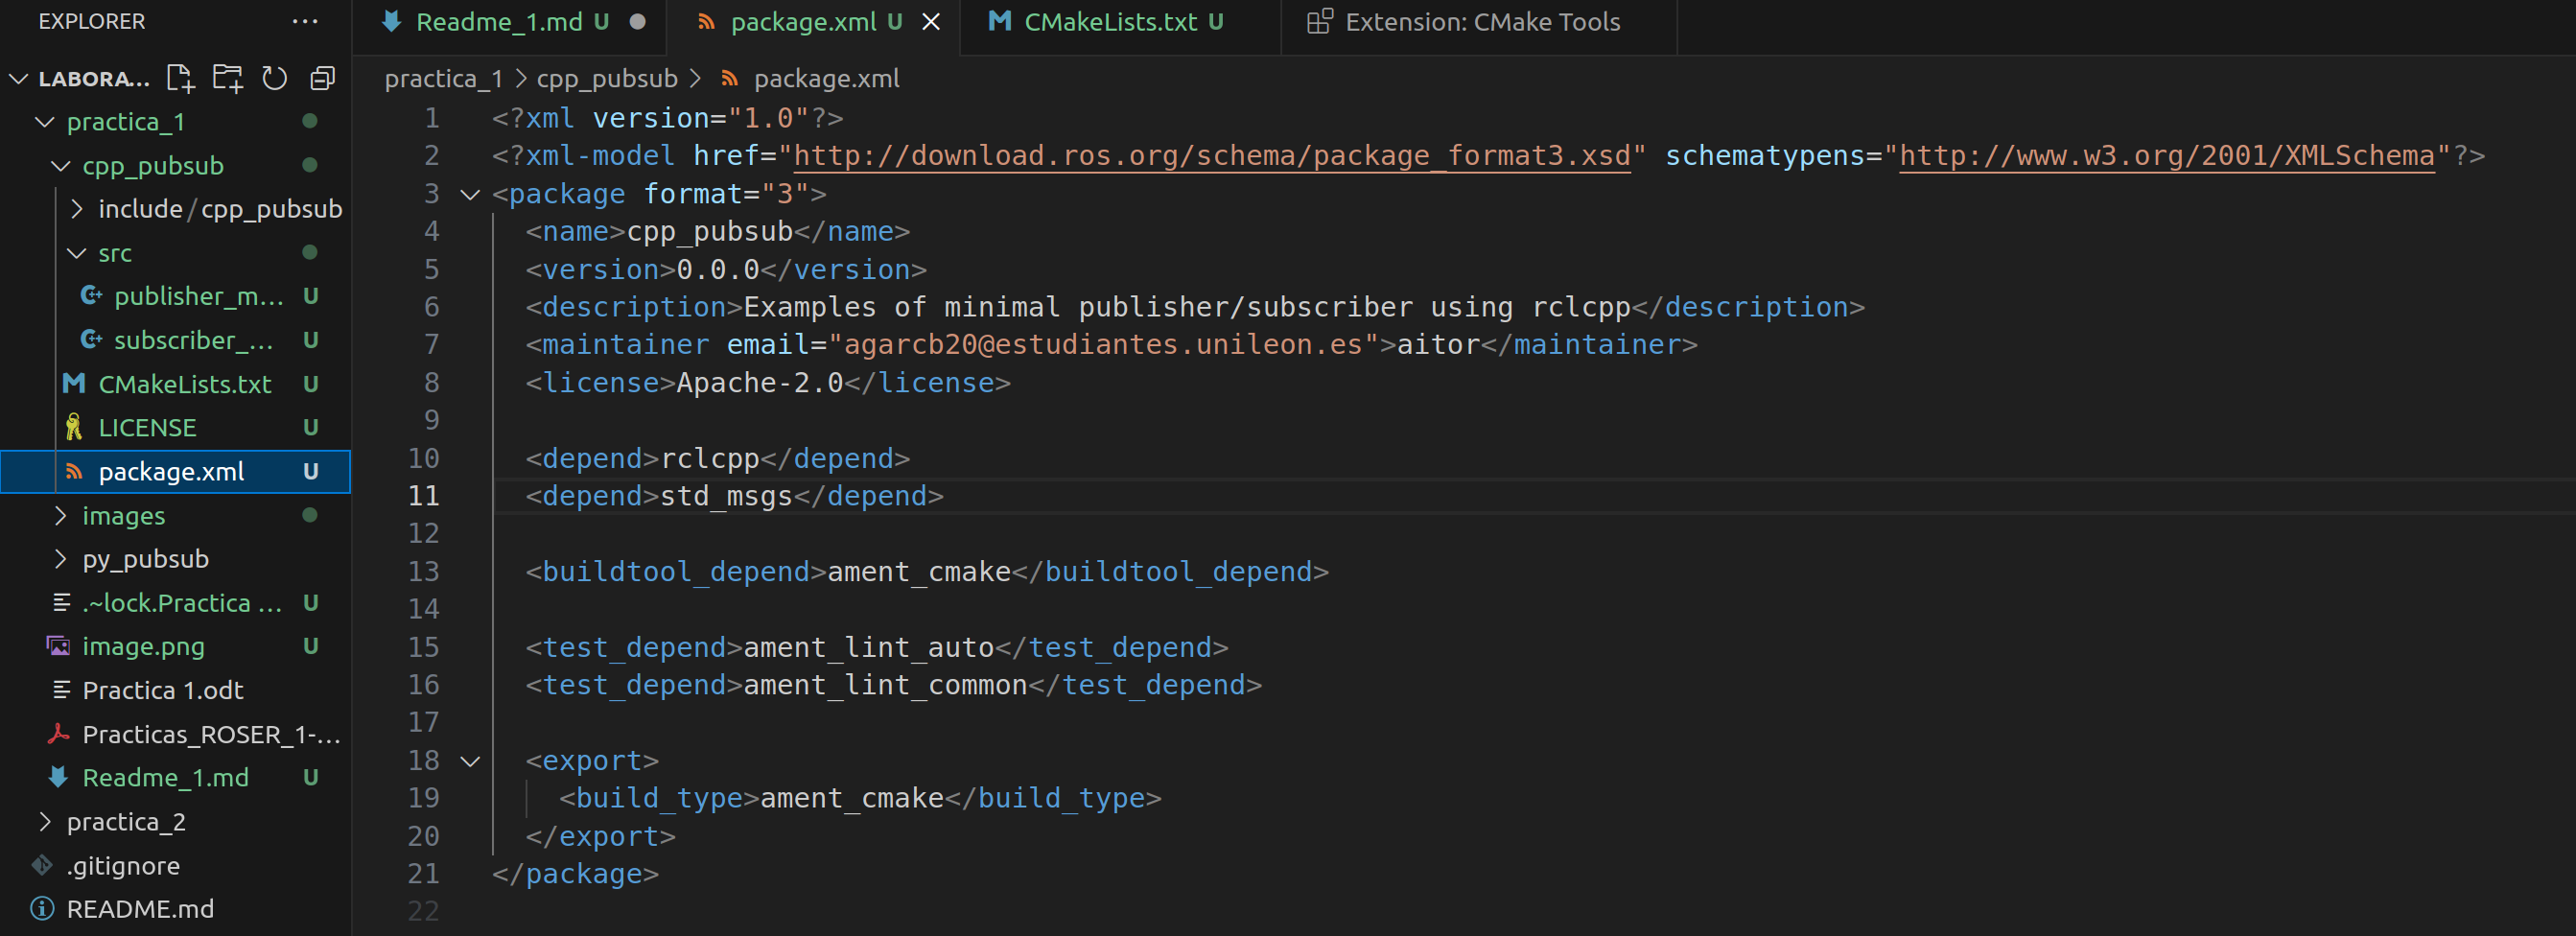 EXPLORER ...
LABORA...
practica_1
cpp_pubsub
include/cpp_pubsub
src
publisher_m... U
subscriber_... U
CMakeLists.txt U
LICENSE U
package.xml U
images
py_pubsub
.~lock.Practica ... U
image.png U
Practica 1.odt
Practicas_ROSER_1-...
Readme_1.md U
practica_2
.gitignore
README.md
Readme_1.md U
package.xml U
CMakeLists.txt U
Extension: CMake Tools
practica_1 > cpp_pubsub > package.xml
1 <?xml version="1.0"?>
2 <?xml-model href="http://download.ros.org/schema/package_format3.xsd" schematypens="http://www.w3.org/2001/XMLSchema"?>
3 <package format="3">
4 <name>cpp_pubsub</name>
5 <version>0.0.0</version>
6 <description>Examples of minimal publisher/subscriber using rclcpp</description>
7 <maintainer email="agarcb20@estudiantes.unileon.es">aitor</maintainer>
8 <license>Apache-2.0</license>
9
10 <depend>rclcpp</depend>
11 <depend>std_msgs</depend>
12
13 <buildtool_depend>ament_cmake</buildtool_depend>
14
15 <test_depend>ament_lint_auto</test_depend>
16 <test_depend>ament_lint_common</test_depend>
17
18 <export>
19 <build_type>ament_cmake</build_type>
20 </export>
21 </package>
22